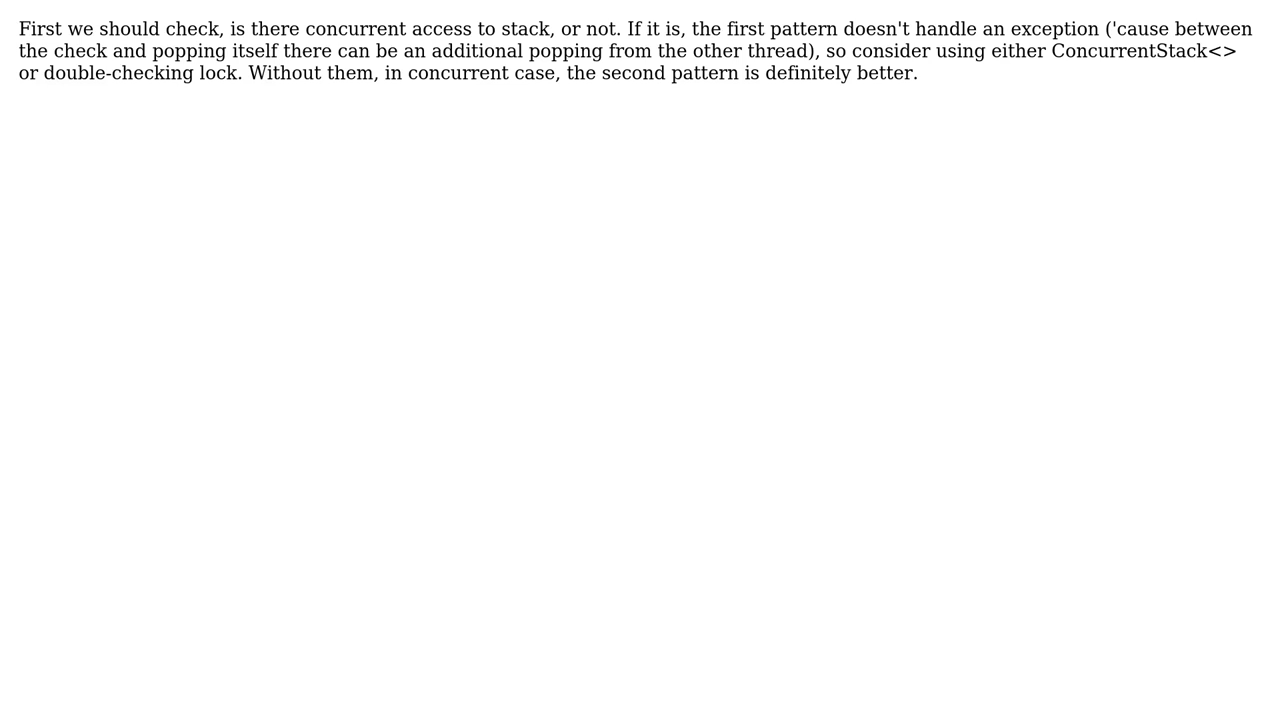 First we should check, is there concurrent access to stack, or not. If it is, the first pattern doesn't handle an exception ('cause between
the check and popping itself there can be an additional popping from the other thread), so consider using either ConcurrentStack<>
or double-checking lock. Without them, in concurrent case, the second pattern is definitely better.